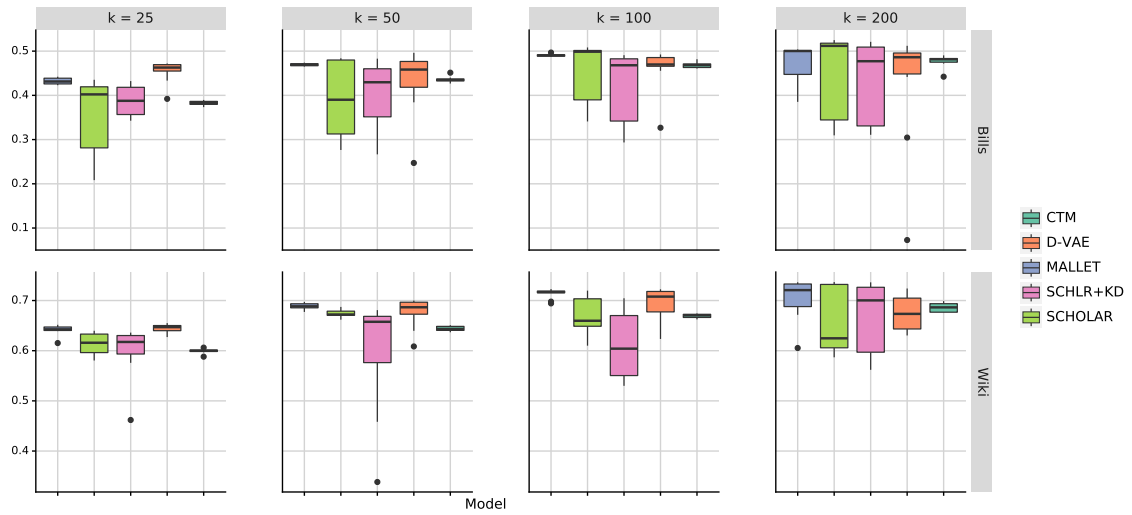 k = 25
k = 50
k = 100
k = 200
0.5
0.4
0.3
0.2
0.1
Bills
0.7
0.6
0.5
0.4
Wiki
Model
CTM
D-VAE
MALLET
SCHLR+KD
SCHOLAR